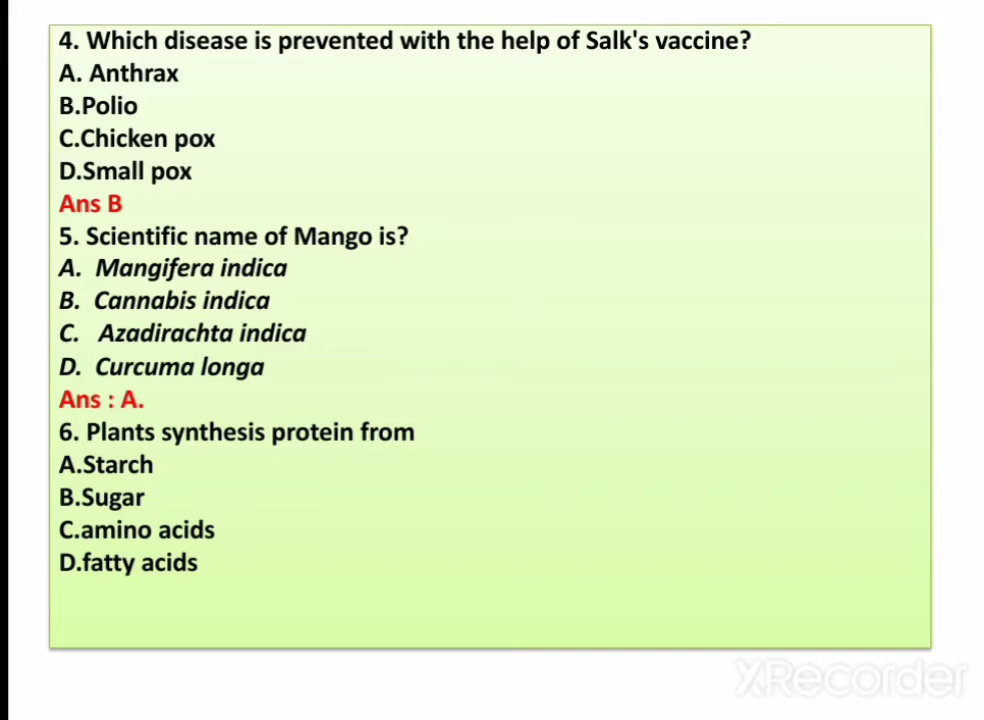 4. Which disease is prevented with the help of Salk's vaccine?
A. Anthrax
B.Polio
C.Chicken pox
D.Small pox
Ans B
5. Scientific name of Mango is?
A. Mangifera indica
B. Cannabis indica
C. Azadirachta indica
D. Curcuma longa
Ans : A.
6. Plants synthesis protein from
A.Starch
B.Sugar
C.amino acids
D.fatty acids
XRecorder